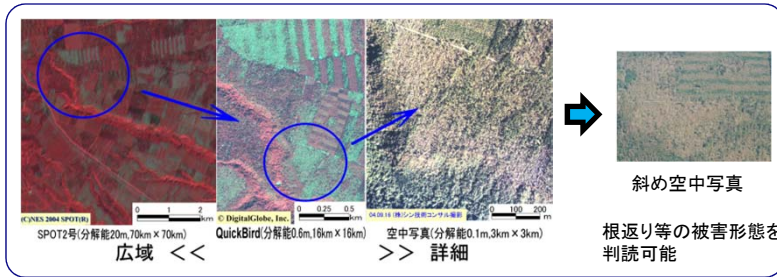 (C)NES 2004 SPOT(R)
0 1 2
km
© DigitalGlobe, Inc.
0 0.25 0.5
km
04.09.16 (株)シン技術コンサル撮影
0 100 200
m
SPOT2号(分解能20m,70km×70km)
QuickBird(分解能0.6m,16km×16km)
空中写真(分解能0.1m,3km×3km)
広域 << >> 詳細
斜め空中写真
根返り等の被害形態を
判読可能